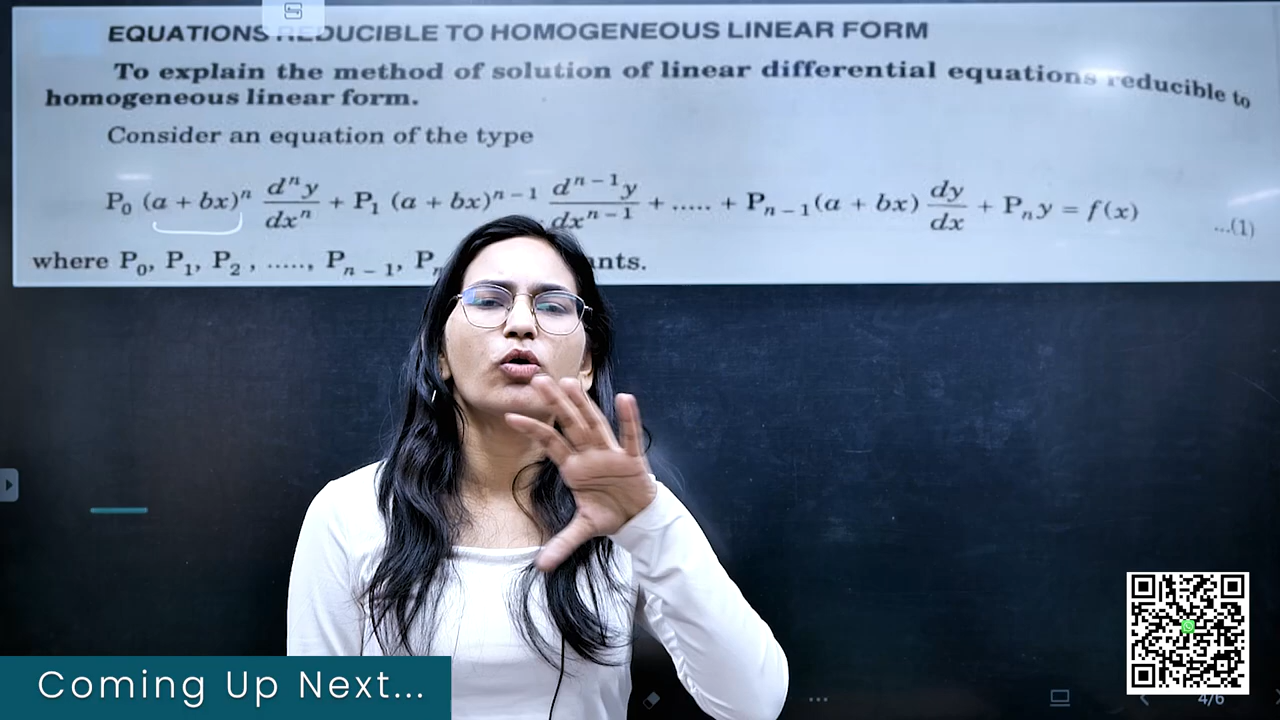 EQUATIONS REDUCIBLE TO HOMOGENEOUS LINEAR FORM
To explain the method of solution of linear differential equations reducible to
homogeneous linear form.
Consider an equation of the type
P₀ (a + bx)ⁿ dⁿy/dxⁿ + P₁ (a + bx)ⁿ⁻¹ dⁿ⁻¹y/dxⁿ⁻¹ + ..... + Pₙ₋₁(a + bx) dy/dx + Pₙy = f(x) ...(1)
where P₀, P₁, P₂, ....., Pₙ₋₁,
Coming Up Next...
4/6